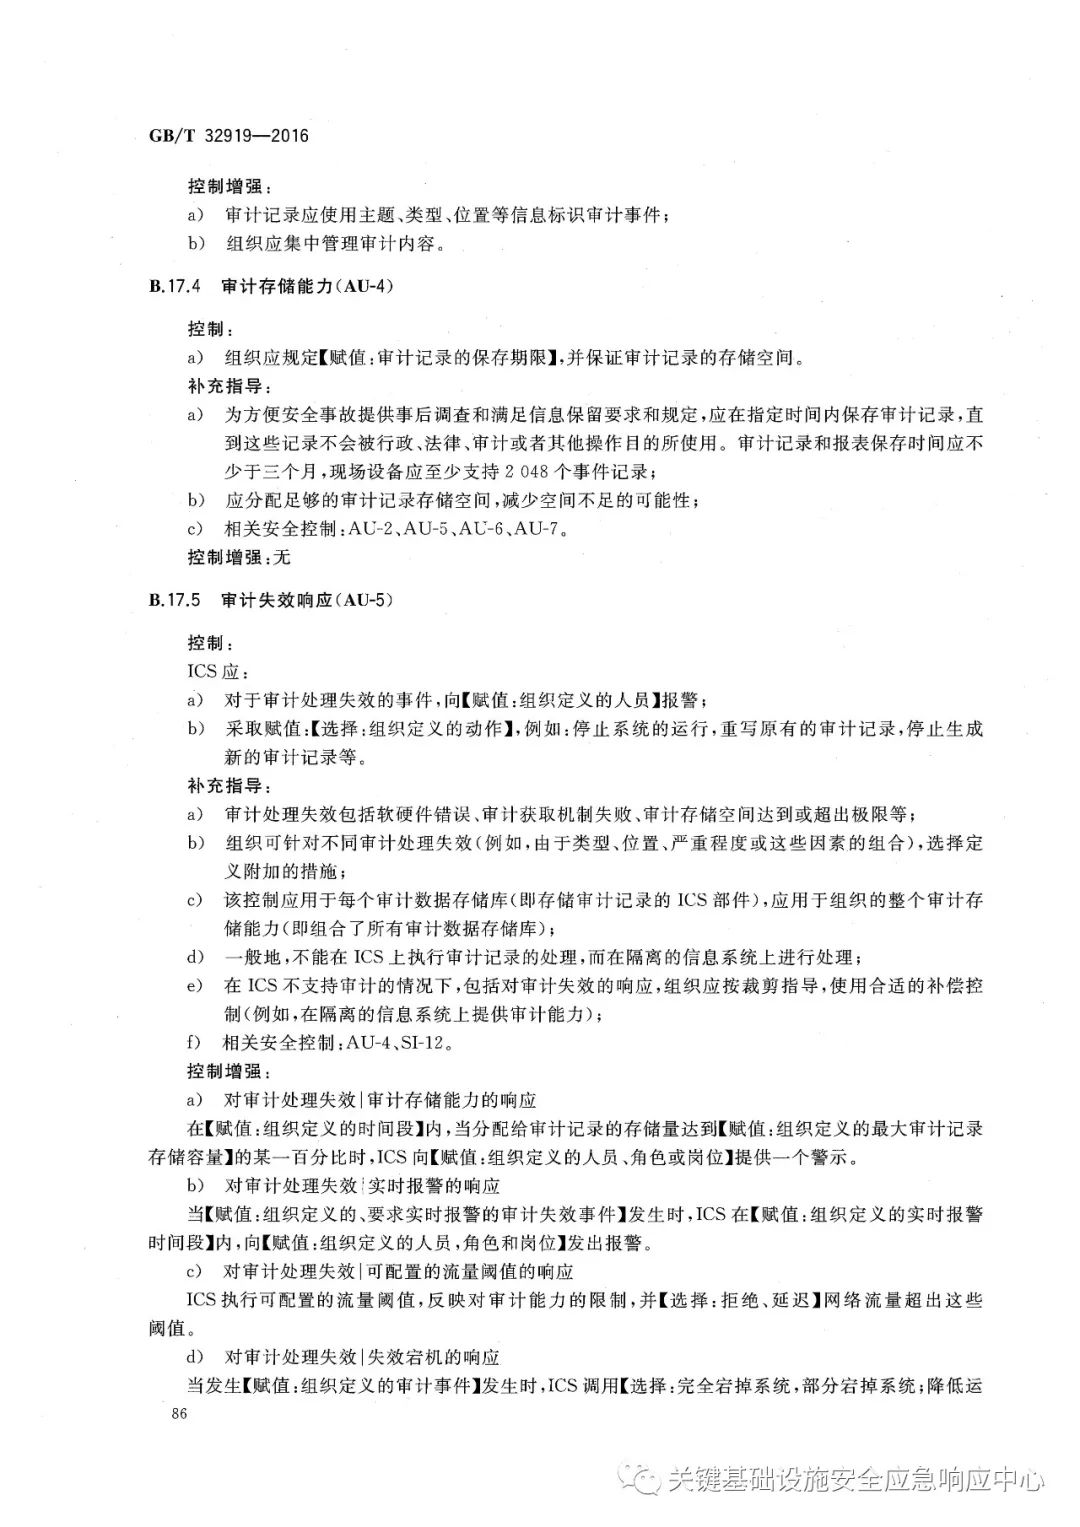 GB/T 32919—2016
控制增强:
a) 审计记录应使用主题、类型、位置等信息标识审计事件;
b) 组织应集中管理审计内容。
B.17.4 审计存储能力(AU-4)
控制:
a) 组织应规定【赋值:审计记录的保存期限】,并保证审计记录的存储空间。
补充指导:
a) 为方便安全事故提供事后调查和满足信息保留要求和规定,应在指定时间内保存审计记录,直
到这些记录不会被行政、法律、审计或者其他操作目的所使用。审计记录和报表保存时间应不
少于三个月,现场设备应至少支持 2 048 个事件记录;
b) 应分配足够的审计记录存储空间,减少空间不足的可能性;
c) 相关安全控制:AU-2、AU-5、AU-6、AU-7。
控制增强:无
B.17.5 审计失效响应(AU-5)
控制:
ICS 应:
a) 对于审计处理失效的事件,向【赋值:组织定义的人员】报警;
b) 采取赋值:【选择:组织定义的动作】,例如:停止系统的运行,重写原有的审计记录,停止生成
新的审计记录等。
补充指导:
a) 审计处理失效包括软硬件错误、审计获取机制失败、审计存储空间达到或超出极限等;
b) 组织可针对不同审计处理失效(例如,由于类型、位置、严重程度或这些因素的组合),选择定
义附加的措施;
c) 该控制应用于每个审计数据存储库(即存储审计记录的 ICS 部件),应用于组织的整个审计存
储能力(即组合了所有审计数据存储库);
d) 一般地,不能在 ICS 上执行审计记录的处理,而在隔离的信息系统上进行处理;
e) 在 ICS 不支持审计的情况下,包括对审计失效的响应,组织应按裁剪指导,使用合适的补偿控
制(例如,在隔离的信息系统上提供审计能力);
f) 相关安全控制:AU-4、SI-12。
控制增强:
a) 对审计处理失效|审计存储能力的响应
在【赋值:组织定义的时间段】内,当分配给审计记录的存储量达到【赋值:组织定义的最大审计记录
存储容量】的某一百分比时,ICS 向【赋值:组织定义的人员、角色或岗位】提供一个警示。
b) 对审计处理失效|实时报警的响应
当【赋值:组织定义的、要求实时报警的审计失效事件】发生时,ICS 在【赋值:组织定义的实时报警
时间段】内,向【赋值:组织定义的人员,角色和岗位】发出报警。
c) 对审计处理失效|可配置的流量阈值的响应
ICS 执行可配置的流量阈值,反映对审计能力的限制,并【选择:拒绝、延迟】网络流量超出这些
阈值。
d) 对审计处理失效|失效宕机的响应
当发生【赋值:组织定义的审计事件】发生时,ICS 调用【选择:完全宕掉系统,部分宕掉系统;降低运
86
关键基础设施安全应急响应中心